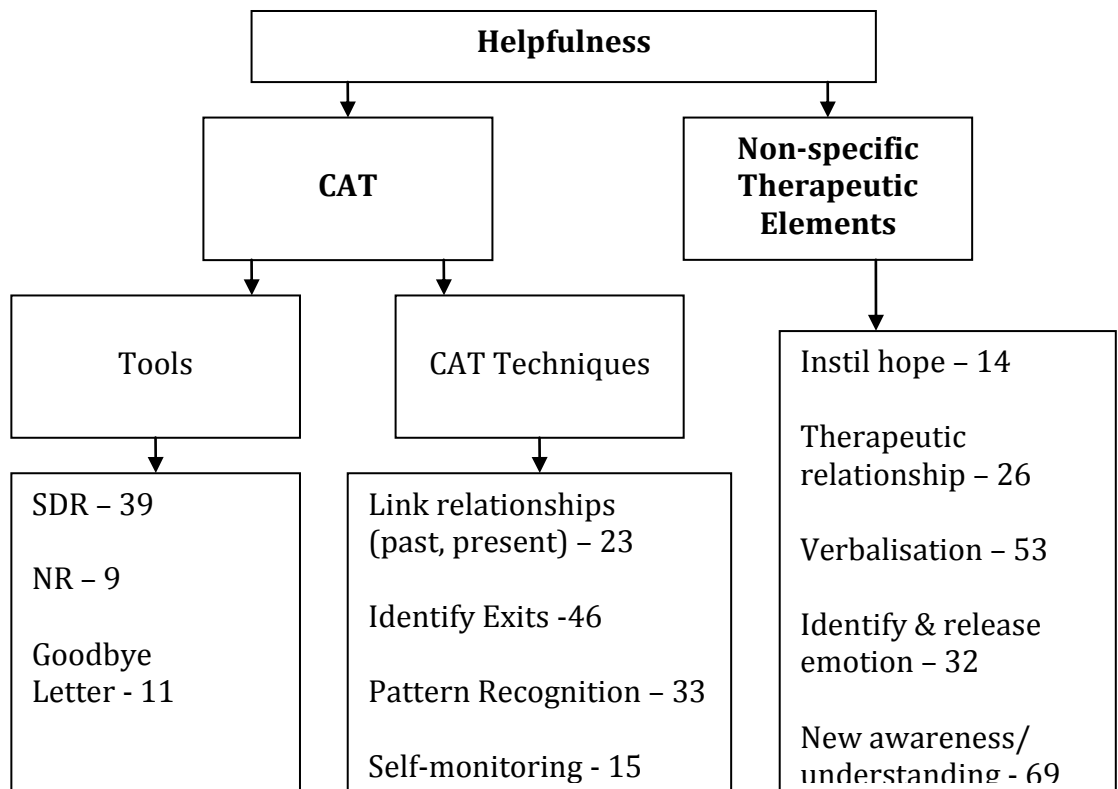 Helpfulness
CAT
Non-specific
Therapeutic
Elements
Tools
CAT Techniques
SDR – 39
NR – 9
Goodbye
Letter - 11
Link relationships
(past, present) – 23
Identify Exits -46
Pattern Recognition – 33
Self-monitoring - 15
Instil hope – 14
Therapeutic
relationship – 26
Verbalisation – 53
Identify & release
emotion – 32
New awareness/
understanding - 69